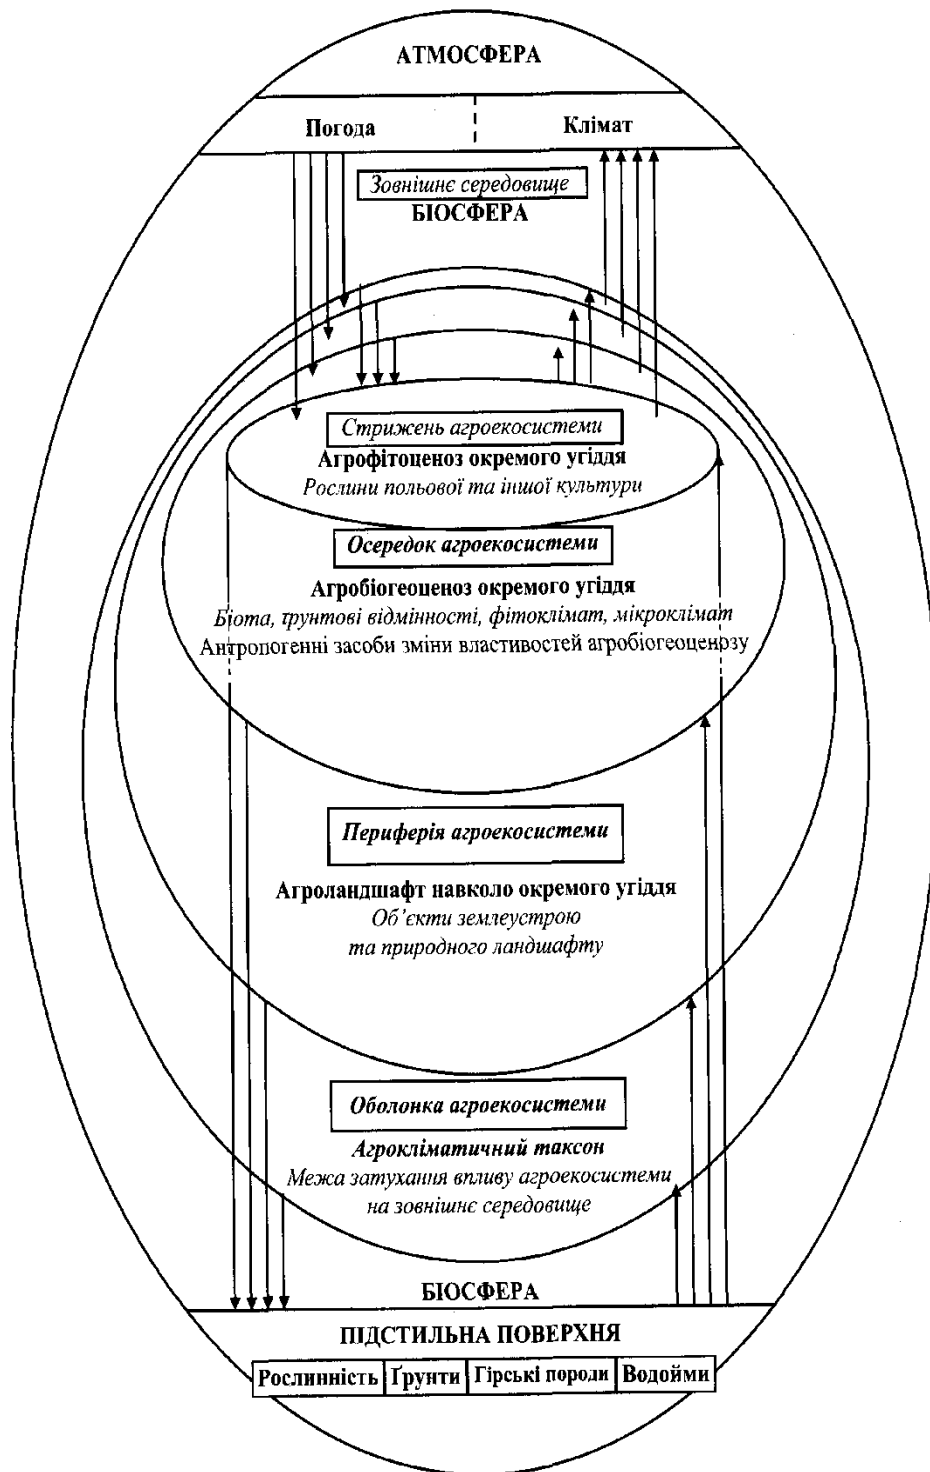 АТМОСФЕРА
Погода
Клімат
Зовнішнє середовище
БІОСФЕРА
Стрижень агроекосистеми
Агрофітоценоз окремого угіддя
Рослини польової та іншої культури
Осередок агроекосистеми
Агробіогеоценоз окремого угіддя
Біота, ґрунтові відмінності, фітоклімат, мікроклімат
Антропогенні засоби зміни властивостей агробіогеоценозу
Периферія агроекосистеми
Агроландшафт навколо окремого угіддя
Об’єкти землеустрою
та природного ландшафту
Оболонка агроекосистеми
Агрокліматичний таксон
Межа затухання впливу агроекосистеми
на зовнішнє середовище
БІОСФЕРА
ПІДСТИЛЬНА ПОВЕРХНЯ
Рослинність
Ґрунти
Гірські породи
Водойми